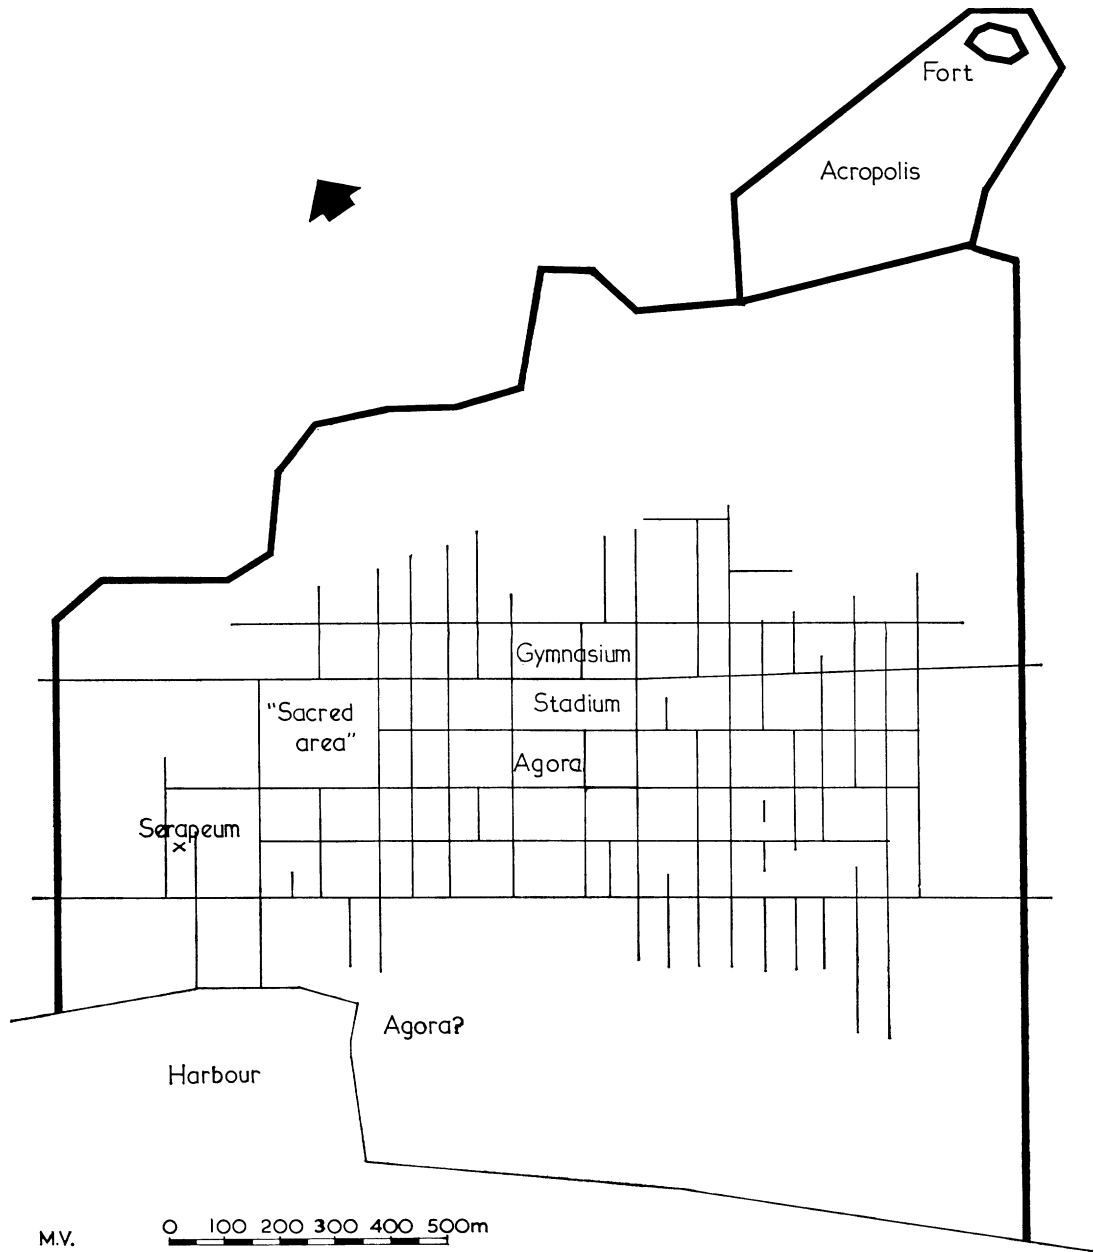 Fort
Acropolis
Gymnasium
"Sacred
area"
Stadium
Agora
Serapeum
x
Agora?
Harbour
0 100 200 300 400 500m
M.V.